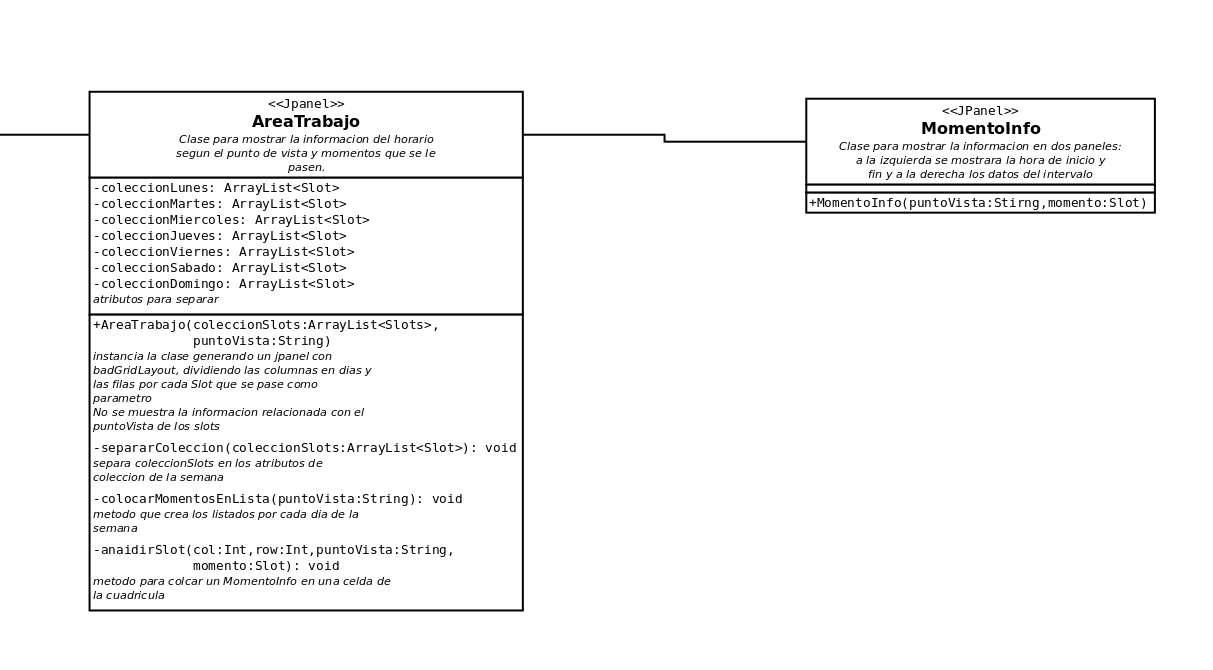 <<Jpanel>>
AreaTrabajo
Clase para mostrar la informacion del horario
segun el punto de vista y momentos que se le
pasen.
-coleccionLunes: ArrayList<Slot>
-coleccionMartes: ArrayList<Slot>
-coleccionMiercoles: ArrayList<Slot>
-coleccionJueves: ArrayList<Slot>
-coleccionViernes: ArrayList<Slot>
-coleccionSabado: ArrayList<Slot>
-coleccionDomingo: ArrayList<Slot>
atributos para separar
+AreaTrabajo(coleccionSlots:ArrayList<Slots>,
puntoVista:String)
instancia la clase generando un jpanel con
badGridLayout, dividiendo las columnas en dias y
las filas por cada Slot que se pase como
parametro
No se muestra la informacion relacionada con el
puntoVista de los slots
-separarColeccion(coleccionSlots:ArrayList<Slot>): void
separa coleccionSlots en los atributos de
coleccion de la semana
-colocarMomentosEnLista(puntoVista:String): void
metodo que crea los listados por cada dia de la
semana
-anaidirSlot(col:Int,row:Int,puntoVista:String,
momento:Slot): void
metodo para colcar un MomentoInfo en una celda de
la cuadricula
<<JPanel>>
MomentoInfo
Clase para mostrar la informacion en dos paneles:
a la izquierda se mostrara la hora de inicio y
fin y a la derecha los datos del intervalo
+MomentoInfo(puntoVista:Stirng,momento:Slot)